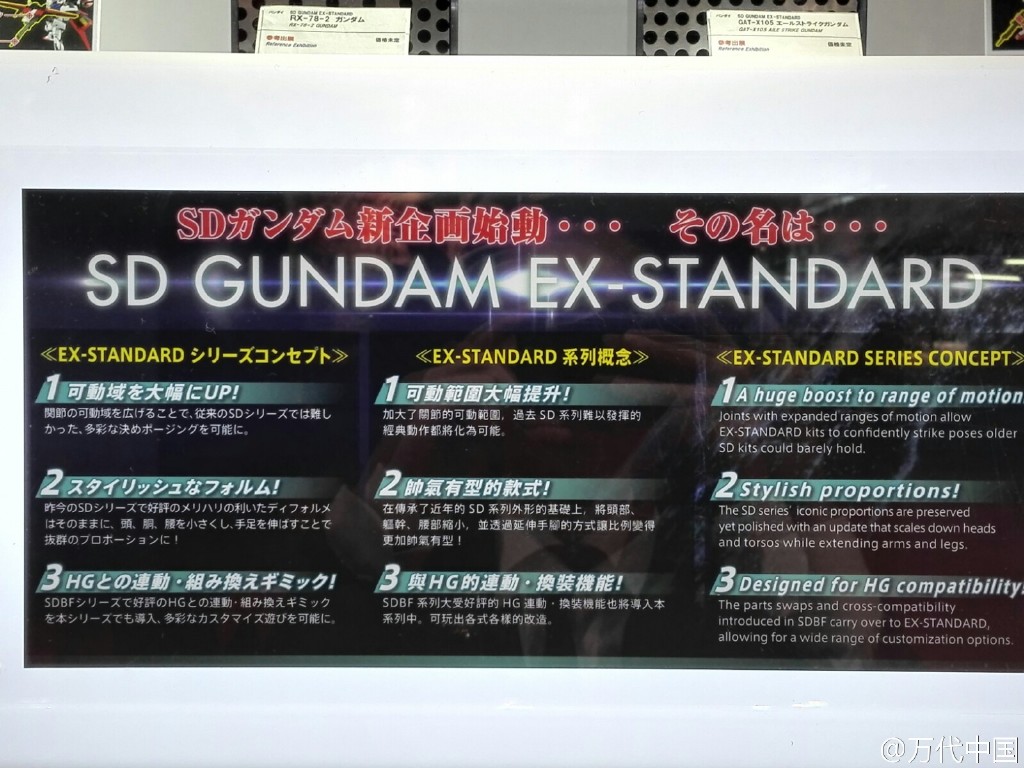 バンダイ SD GUNDAM EX-STANDARD
RX-78-2 ガンダム
RX-78-2 GUNDAM
参考出展 価格未定
Reference Exhibition
バンダイ SD GUNDAM EX-STANDARD
GAT-X105 エールストライクガンダム
GAT-X105 AILE STRIKE GUNDAM
参考出展 価格未定
Reference Exhibition
SDガンダム新企画始動・・・ その名は・・・
SD GUNDAM EX-STANDARD
≪EX-STANDARD シリーズコンセプト≫
1 可動域を大幅にUP!
関節の可動域を広げることで、従来のSDシリーズでは難し
かった、多彩な決めポージングを可能に。
2 スタイリッシュなフォルム!
昨今のSDシリーズで好評のメリハリの利いたディフォルメ
はそのままに、頭、胴、腰を小さくし、手足を伸ばすことで
抜群のプロポーションに!
3 HGとの連動・組み換えギミック!
SDBFシリーズで好評のHGとの連動・組み換えギミック
を本シリーズでも導入、多彩なカスタマイズ遊びを可能に。
≪EX-STANDARD 系列概念≫
1 可動範圍大幅提升!
加大了關節的可動範圍，過去 SD 系列難以發揮的
經典動作都將化為可能。
2 帥氣有型的款式!
在傳承了近年的 SD 系列外形的基礎上，將頭部、
軀幹、腰部縮小，並透過延伸手腳的方式讓比例變得
更加帥氣有型！
3 與HG的連動・換裝機能!
SDBF 系列大受好評的 HG 連動・換裝機能也將導入本
系列中。可玩出各式各樣的改造。
≪EX-STANDARD SERIES CONCEPT≫
1 A huge boost to range of motion
Joints with expanded ranges of motion allow
EX-STANDARD kits to confidently strike poses older
SD kits could barely hold.
2 Stylish proportions!
The SD series' iconic proportions are preserved
yet polished with an update that scales down heads
and torsos while extending arms and legs.
3 Designed for HG compatibility!
The parts swaps and cross-compatibility
introduced in SDBF carry over to EX-STANDARD,
allowing for a wide range of customization options.
@万代中国